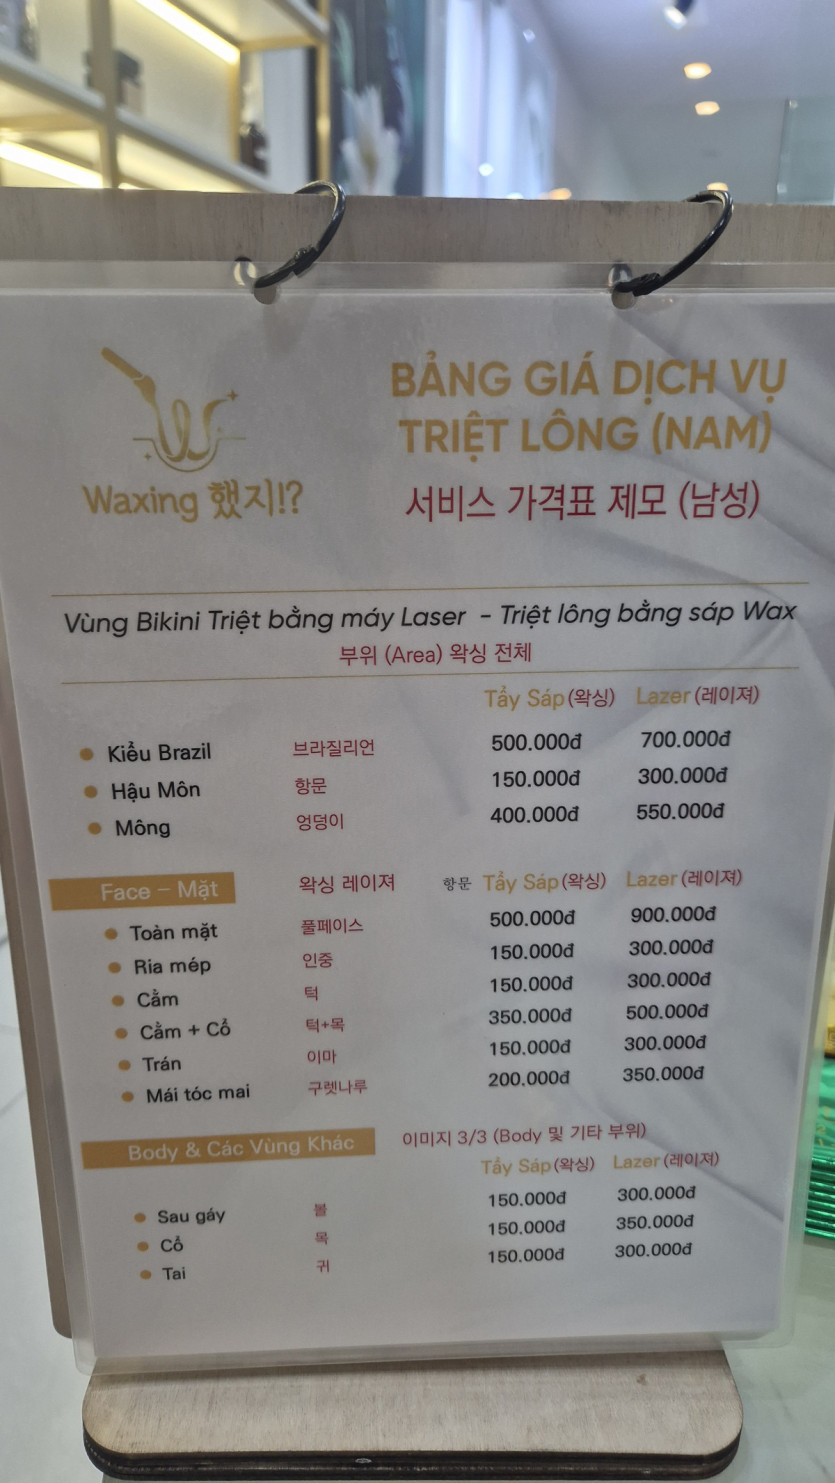 Waxing 했지!?
BẢNG GIÁ DỊCH VỤ
TRIỆT LÔNG (NAM)
서비스 가격표 제모 (남성)
Vùng Bikini Triệt bằng máy Laser - Triệt lông bằng sáp Wax
부위 (Area) 왁싱 전체
Tẩy Sáp (왁싱) Lazer (레이져)
Kiểu Brazil 브라질리언 500.000đ 700.000đ
Hậu Môn 항문 150.000đ 300.000đ
Mông 엉덩이 400.000đ 550.000đ
Face - Mặt 왁싱 레이져 항문 Tẩy Sáp (왁싱) Lazer (레이져)
Toàn mặt 풀페이스 500.000đ 900.000đ
Ria mép 인중 150.000đ 300.000đ
Cằm 턱 150.000đ 300.000đ
Cằm + Cổ 턱+목 350.000đ 500.000đ
Trán 이마 150.000đ 300.000đ
Mái tóc mai 구렛나루 200.000đ 350.000đ
Body & Các Vùng Khác 이미지 3/3 (Body 및 기타 부위)
Tẩy Sáp (왁싱) Lazer (레이져)
Sau gáy 볼 150.000đ 300.000đ
Cổ 목 150.000đ 350.000đ
Tai 귀 150.000đ 300.000đ